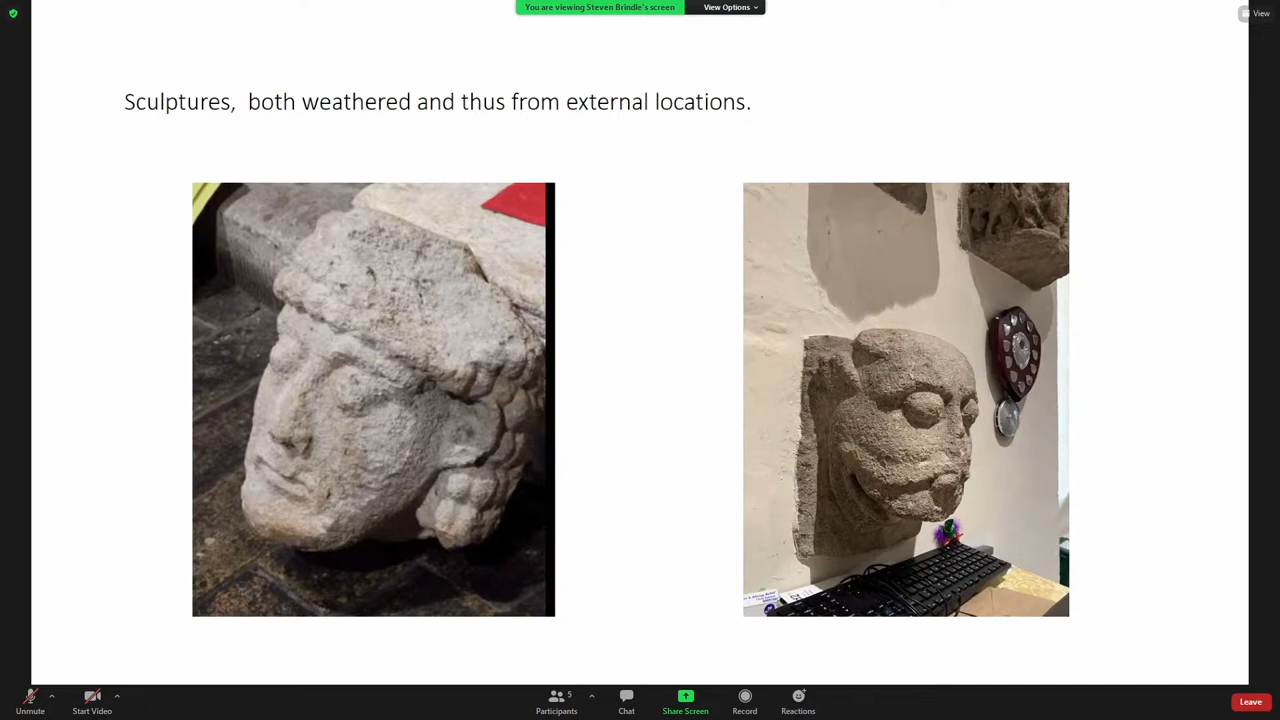 You are viewing Steven Brindle's screen
View Options
View
Sculptures, both weathered and thus from external locations.
Unmute
Start Video
5
Participants
Chat
Share Screen
Record
Reactions
Leave